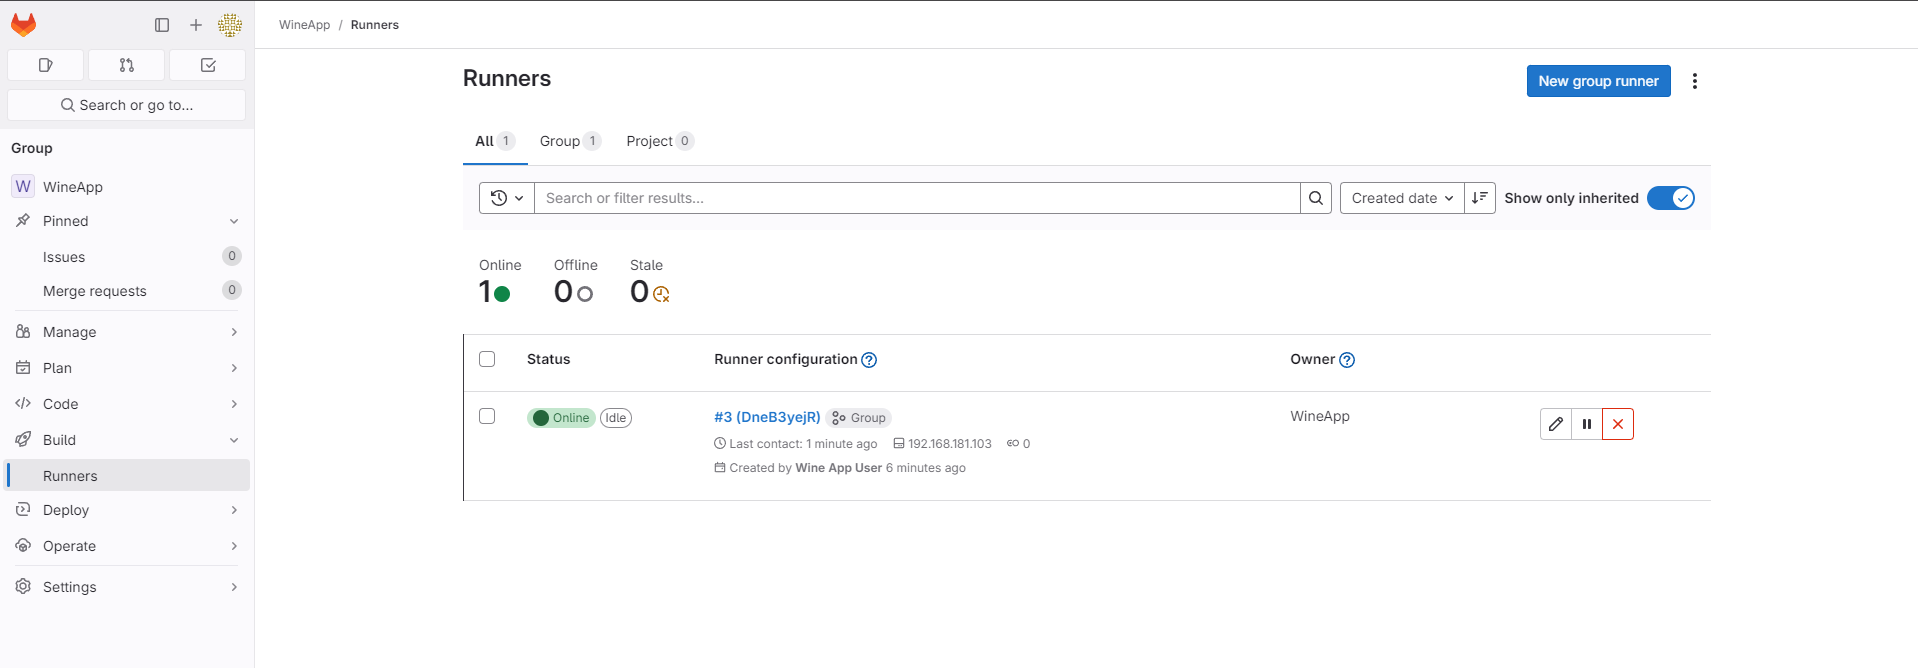 WineApp / Runners
Search or go to...
Group
W WineApp
Pinned
Issues 0
Merge requests 0
Manage
Plan
Code
Build
Runners
Deploy
Operate
Settings
Runners
New group runner
All 1 Group 1 Project 0
Search or filter results...
Created date
Show only inherited
Online Offline Stale
1 0 0
Status Runner configuration Owner
Online Idle #3 (DneB3yejR) Group WineApp
Last contact: 1 minute ago 192.168.181.103 0
Created by Wine App User 6 minutes ago